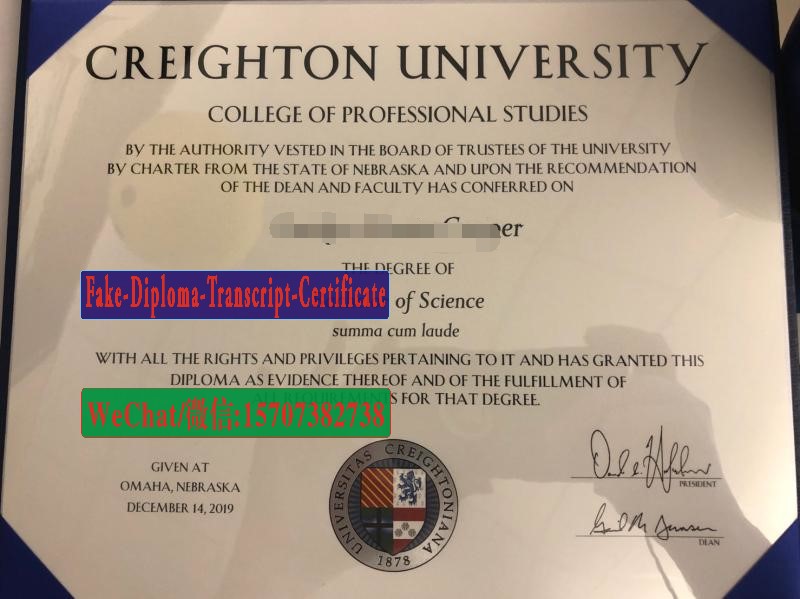 CREIGHTON UNIVERSITY
COLLEGE OF PROFESSIONAL STUDIES
BY THE AUTHORITY VESTED IN THE BOARD OF TRUSTEES OF THE UNIVERSITY
BY CHARTER FROM THE STATE OF NEBRASKA AND UPON THE RECOMMENDATION
OF THE DEAN AND FACULTY HAS CONFERRED ON
THE DEGREE OF
Fake-Diploma-Transcript-Certificate
of Science
summa cum laude
WITH ALL THE RIGHTS AND PRIVILEGES PERTAINING TO IT AND HAS GRANTED THIS
DIPLOMA AS EVIDENCE THEREOF AND OF THE FULFILLMENT OF
ALL REQUIREMENTS FOR THAT DEGREE.
WeChat/微信:15707382738
GIVEN AT
OMAHA, NEBRASKA
DECEMBER 14, 2019
UNIVERSITAS CREIGHTONIANA
1878
PRESIDENT
DEAN